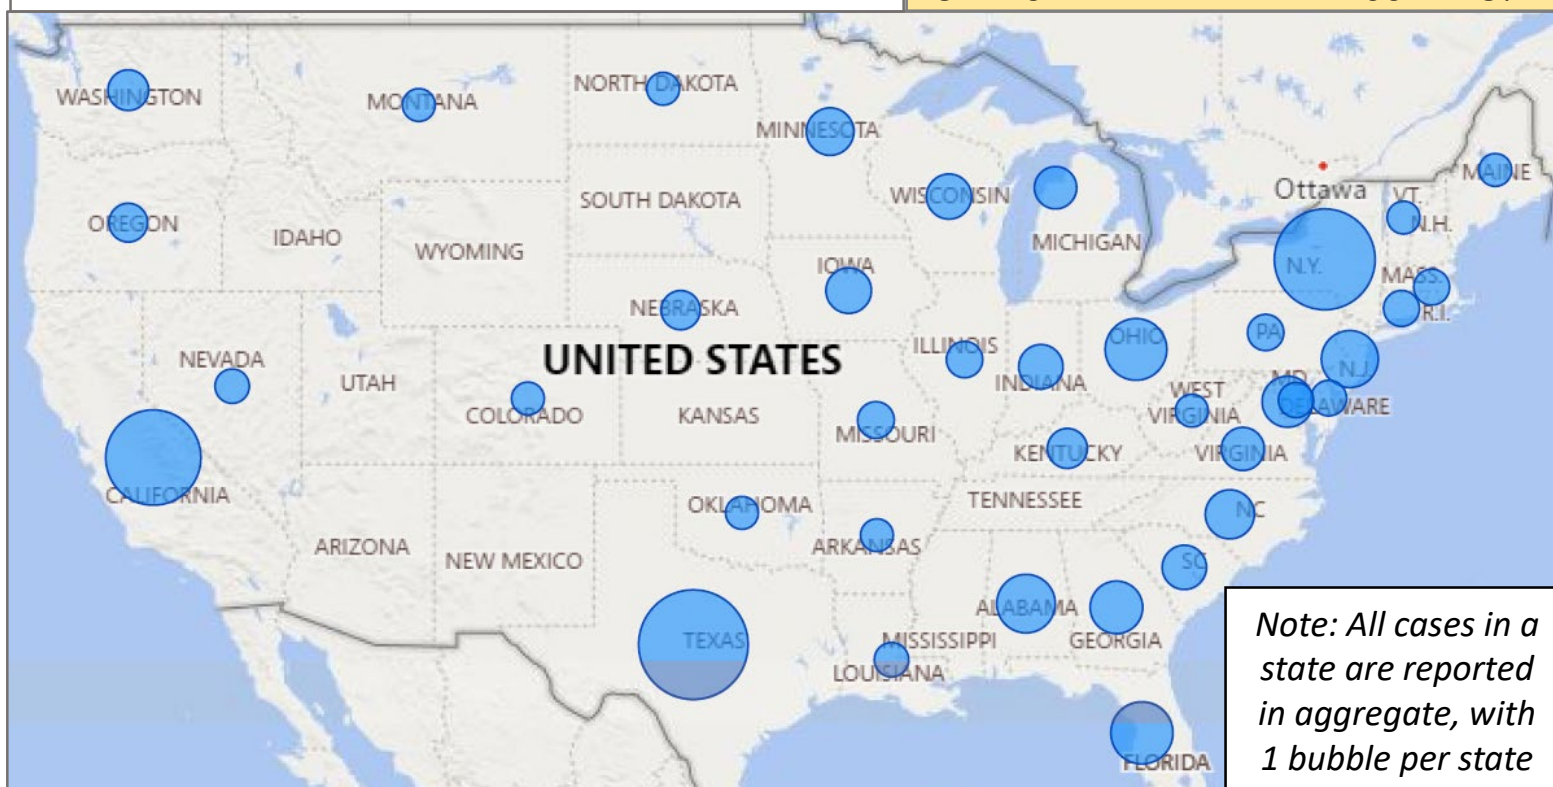 WASHINGTON
MONTANA
NORTH DAKOTA
MINNESOTA
MAINE
Ottawa
VT.
N.H.
WISCONSIN
SOUTH DAKOTA
OREGON
IDAHO
WYOMING
MICHIGAN
IOWA
N.Y.
MASS.
R.I.
NEBRASKA
NEVADA
UTAH
UNITED STATES
ILLINOIS
OHIO
PA
N.J.
INDIANA
MD.
COLORADO
KANSAS
WEST
VIRGINIA
DELAWARE
MISSOURI
KENTUCKY
VIRGINIA
CALIFORNIA
OKLAHOMA
TENNESSEE
NC
ARIZONA
NEW MEXICO
ARKANSAS
SC
TEXAS
ALABAMA
MISSISSIPPI
GEORGIA
LOUISIANA
FLORIDA
Note: All cases in a
state are reported
in aggregate, with
1 bubble per state